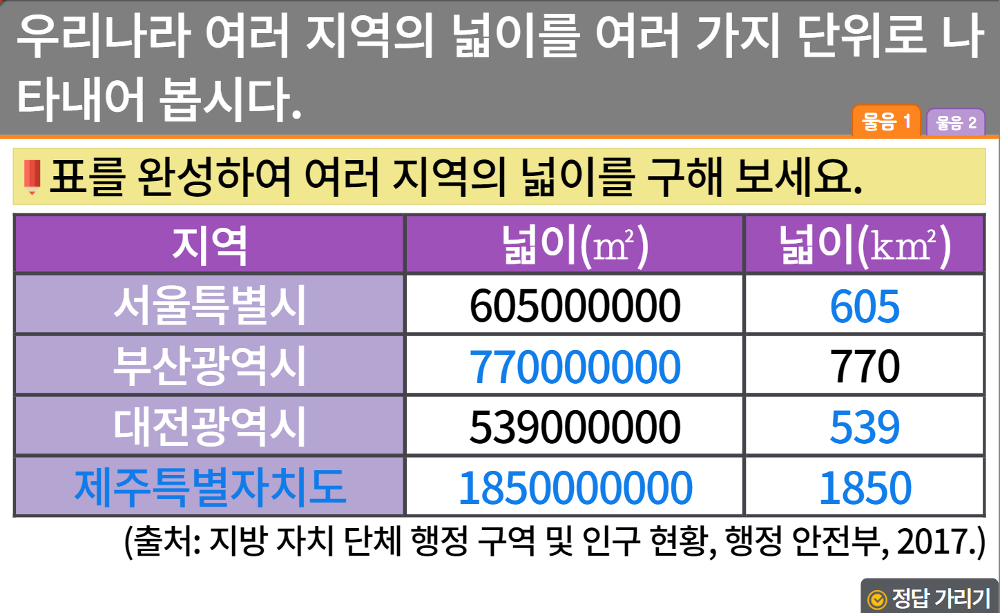 우리나라 여러 지역의 넓이를 여러 가지 단위로 나
타내어 봅시다.
물음 1 물음 2
표를 완성하여 여러 지역의 넓이를 구해 보세요.
지역 넓이(㎡) 넓이(㎢)
서울특별시 605000000 605
부산광역시 770000000 770
대전광역시 539000000 539
제주특별자치도 1850000000 1850
(출처: 지방 자치 단체 행정 구역 및 인구 현황, 행정 안전부, 2017.)
정답 가리기